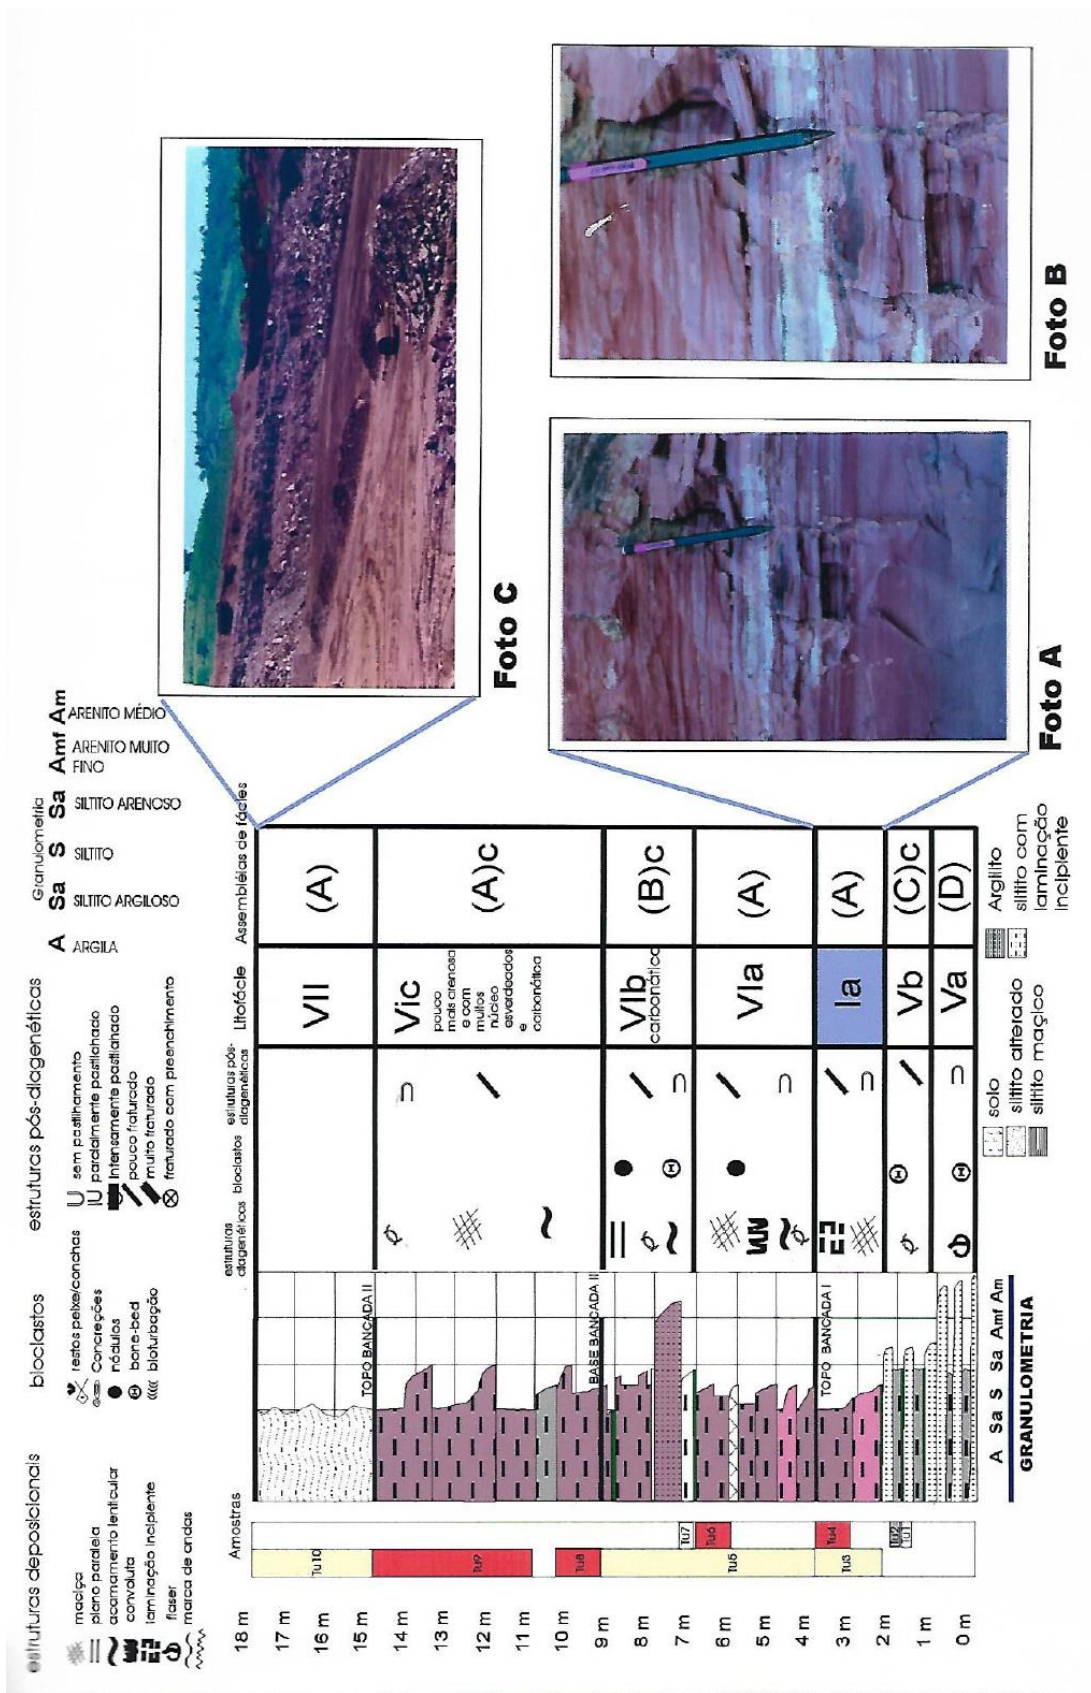 estruturas deposionais
maciça
plano paralela
acamamento lenticular
convoluta
laminação incipiente
flaser
marca de ondas
bioclastos
restos peixe/conchas
Concreções
nódulos
bone-bed
bioturbação
estruturas pós-diagenéticas
sem pastilhamento
parcialmente pastilahado
Intensamente pastilahado
pouco fraturado
muito fraturado
fraturado com preenchimento
Granulometria
A ARGILA
Sa SILTITO ARGILOSO
S SILTITO
Sa SILTITO ARENOSO
Amf ARENITO MUITO
FINO
Am ARENITO MÉDIO
Amostras
estruturas
diagenéticas
bioclastos
estruturas pós-
diagenéticas
Litofácie
Assembléias de fácies
18 m
17 m
16 m
15 m
14 m
13 m
12 m
11 m
10 m
9 m
8 m
7 m
6 m
5 m
4 m
3 m
2 m
1 m
0 m
Tu10
Tu9
Tu8
Tu7
Tu6
Tu5
Tu4
Tu3
Tu2
Tu1
TOPO BANCADA II
BASE BANCADA II
TOPO BANCADA I
VII
(A)
Vic
pouco
mais arenosa
e com
muitos
núcleo
esverdeados
e
carbonática
(A)c
VIb
carbonática
(B)c
VIa
(A)
Ia
(A)
Vb
(C)c
Va
(D)
A Sa S Sa Amf Am
GRANULOMETRIA
solo
siltito alterado
siltito maçico
Argilito
siltito com
laminação
incipiente
Foto C
Foto A
Foto B